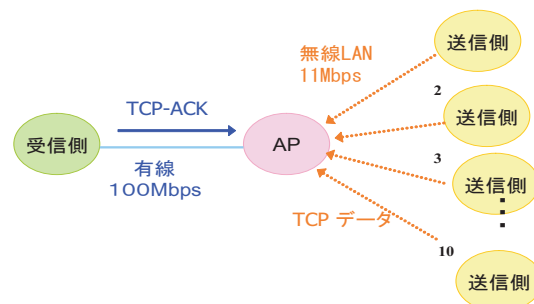 送信側
無線LAN
11Mbps
2
送信側
TCP-ACK
3
受信側
AP
送信側
有線
100Mbps
TCP データ
10
送信側